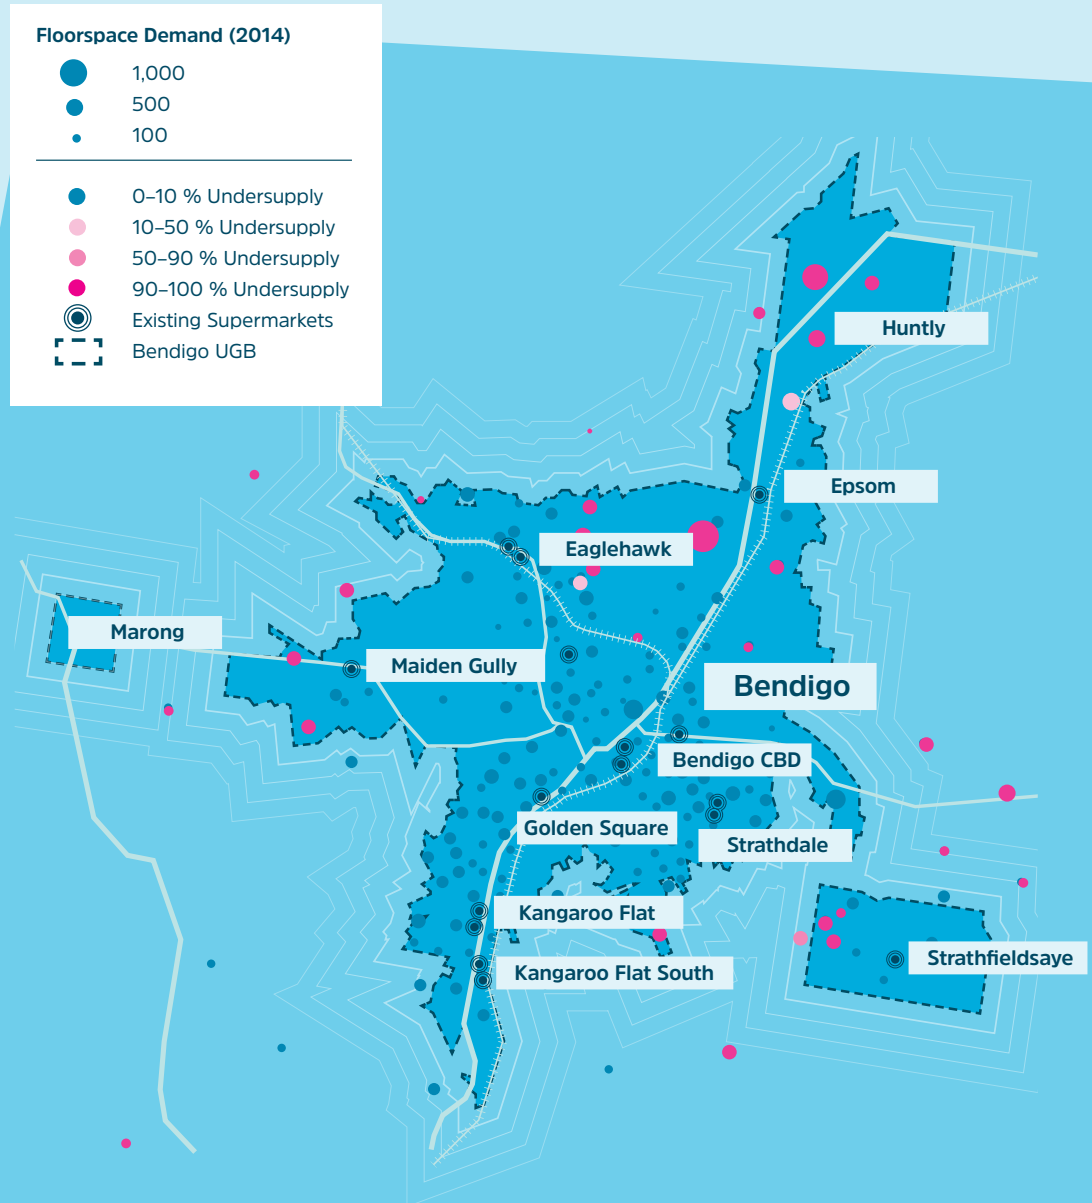 Floorspace Demand (2014)
1,000
500
100
0–10 % Undersupply
10–50 % Undersupply
50–90 % Undersupply
90–100 % Undersupply
Existing Supermarkets
Bendigo UGB
Huntly
Epsom
Eaglehawk
Marong
Maiden Gully
Bendigo
Bendigo CBD
Golden Square
Strathdale
Kangaroo Flat
Strathfieldsaye
Kangaroo Flat South